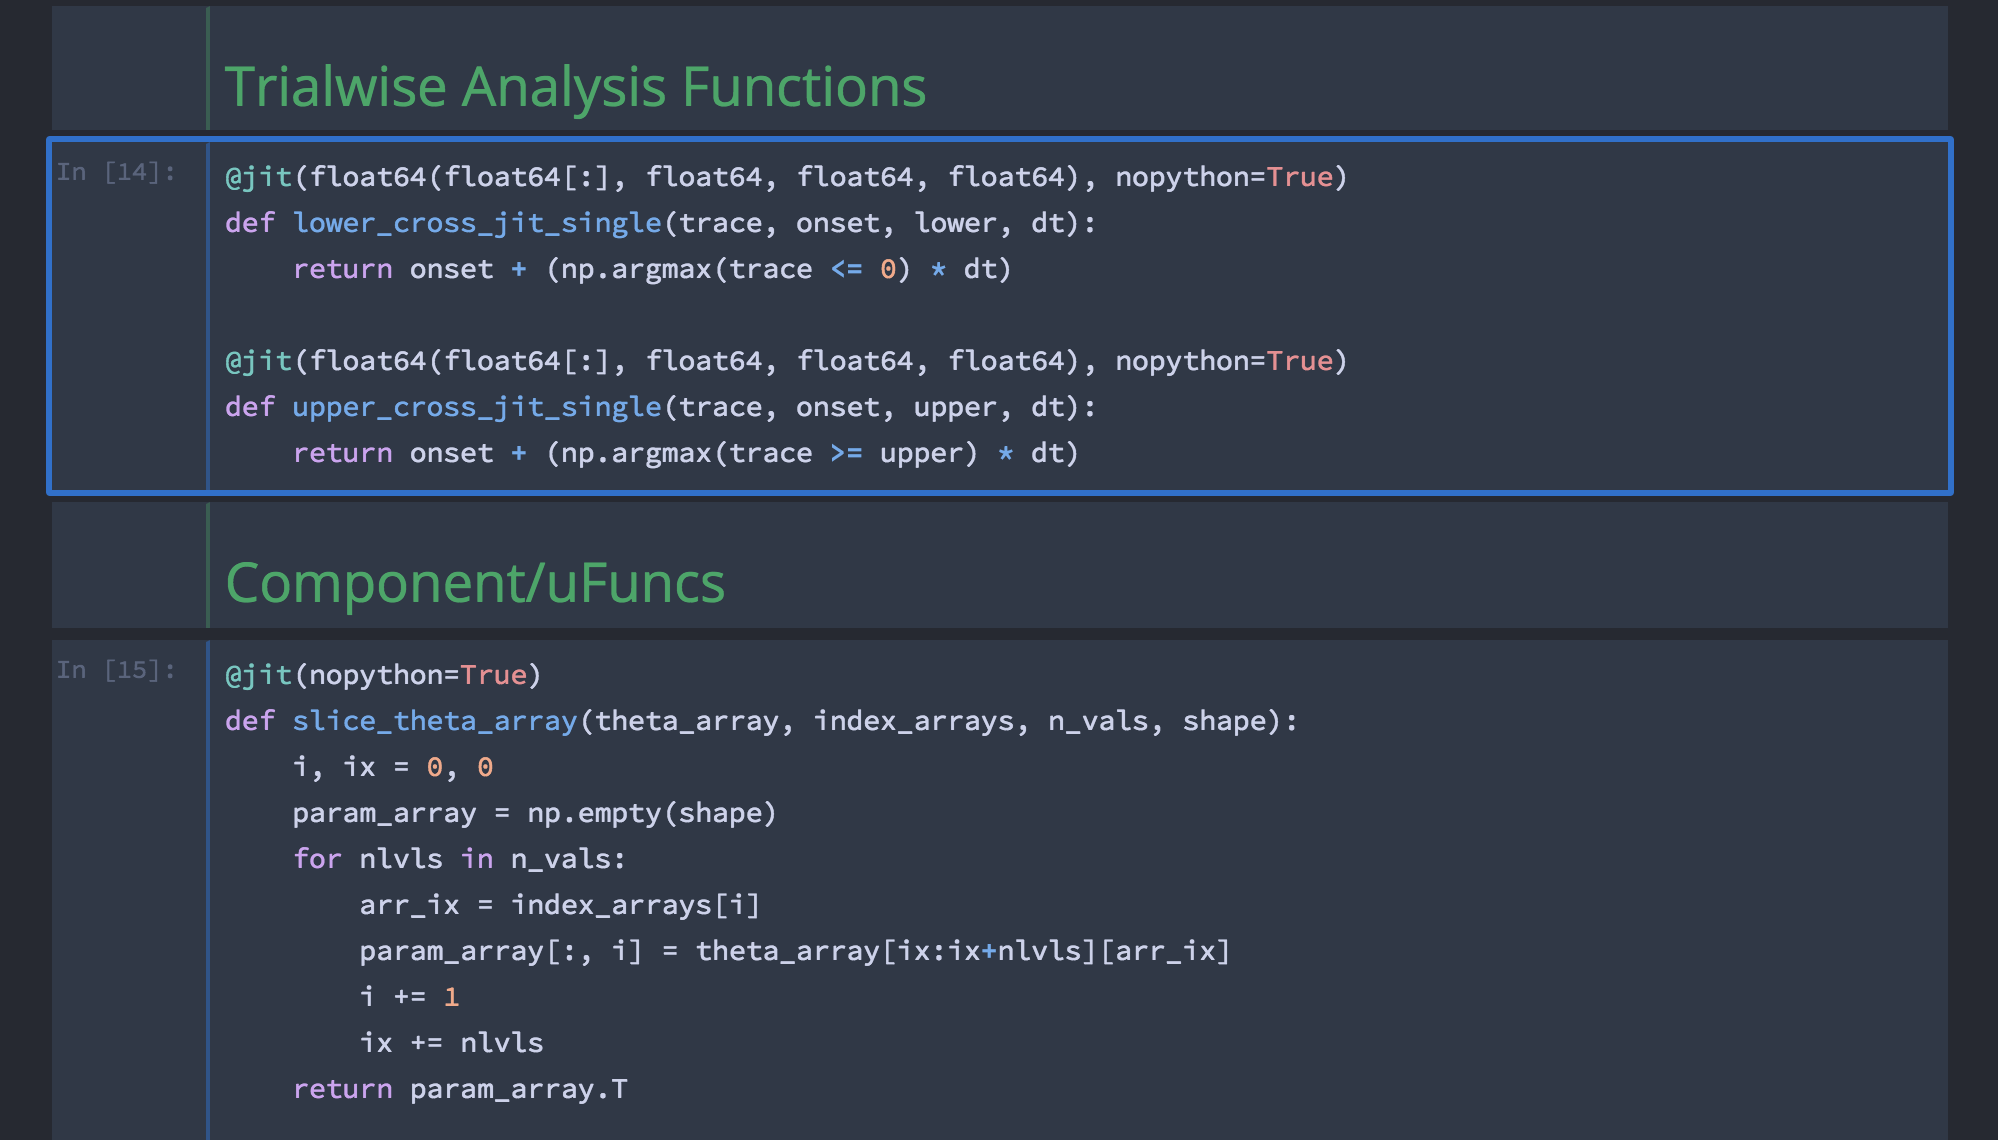 Trialwise Analysis Functions
In [14]:
@jit(float64(float64[:], float64, float64, float64), nopython=True)
def lower_cross_jit_single(trace, onset, lower, dt):
    return onset + (np.argmax(trace <= 0) * dt)
@jit(float64(float64[:], float64, float64, float64), nopython=True)
def upper_cross_jit_single(trace, onset, upper, dt):
    return onset + (np.argmax(trace >= upper) * dt)
Component/uFuncs
In [15]:
@jit(nopython=True)
def slice_theta_array(theta_array, index_arrays, n_vals, shape):
    i, ix = 0, 0
    param_array = np.empty(shape)
    for nlvls in n_vals:
        arr_ix = index_arrays[i]
        param_array[:, i] = theta_array[ix:ix+nlvls][arr_ix]
        i += 1
        ix += nlvls
    return param_array.T